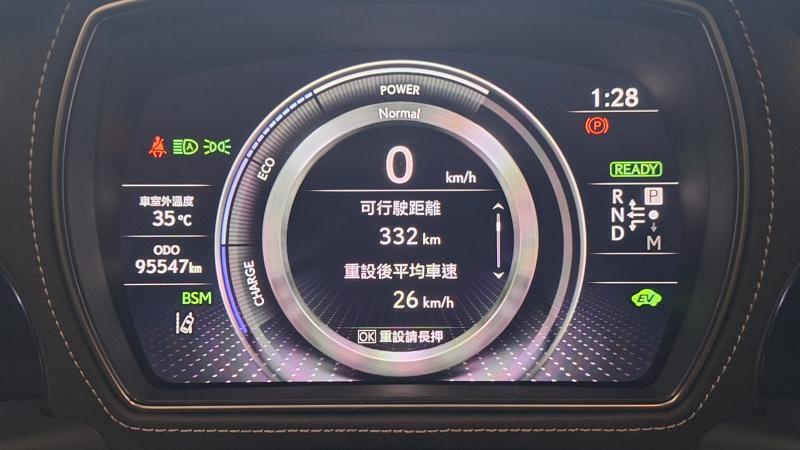 POWER
Normal
1:28
P
A
ECO
0 km/h
READY
車室外溫度
35℃
可行駛距離
332 km
R
N
D
P
M
ODO
95547km
CHARGE
重設後平均車速
26 km/h
BSM
EV
OK 重設請長押